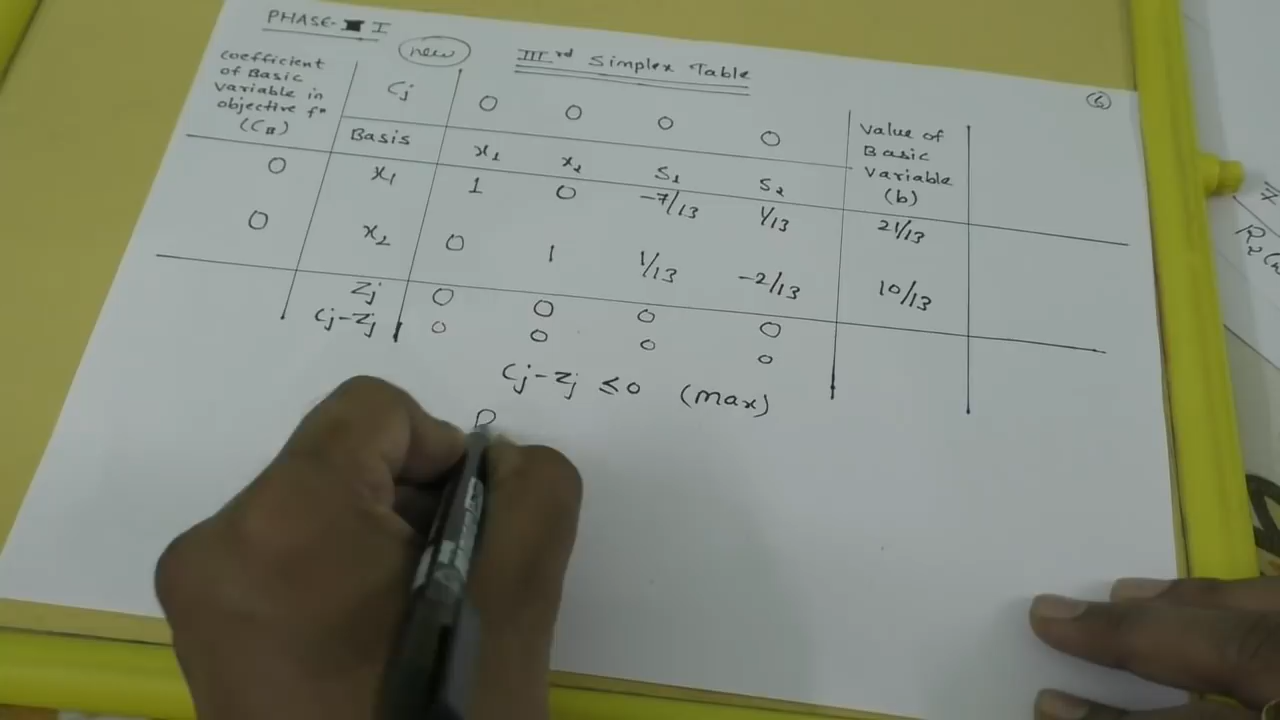 PHASE- I
new
IIIrd Simplex Table
6
coefficient
of Basic
variable in
objective fn
(CB)
Cj
0 0 0 0
Value of
Basic
Variable
(b)
Basis
x1 x2 S1 S2
0 x1 1 0 -7/13 1/13 21/13
0 x2 0 1 1/13 -2/13 10/13
Zj 0 0 0 0
Cj-Zj 0 0 0 0
Cj-Zj ≤0 (max)